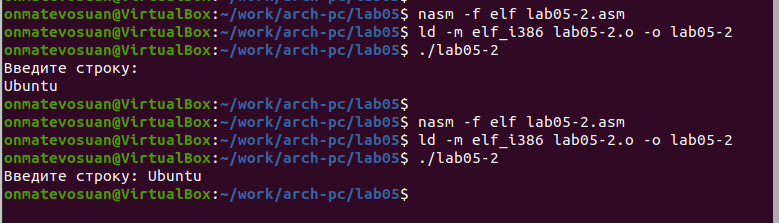 onmatevosuan@VirtualBox:~/work/arch-pc/lab05$ nasm -f elf lab05-2.asm
onmatevosuan@VirtualBox:~/work/arch-pc/lab05$ ld -m elf_i386 lab05-2.o -o lab05-2
onmatevosuan@VirtualBox:~/work/arch-pc/lab05$ ./lab05-2
Введите строку:
Ubuntu
onmatevosuan@VirtualBox:~/work/arch-pc/lab05$
onmatevosuan@VirtualBox:~/work/arch-pc/lab05$ nasm -f elf lab05-2.asm
onmatevosuan@VirtualBox:~/work/arch-pc/lab05$ ld -m elf_i386 lab05-2.o -o lab05-2
onmatevosuan@VirtualBox:~/work/arch-pc/lab05$ ./lab05-2
Введите строку: Ubuntu
onmatevosuan@VirtualBox:~/work/arch-pc/lab05$